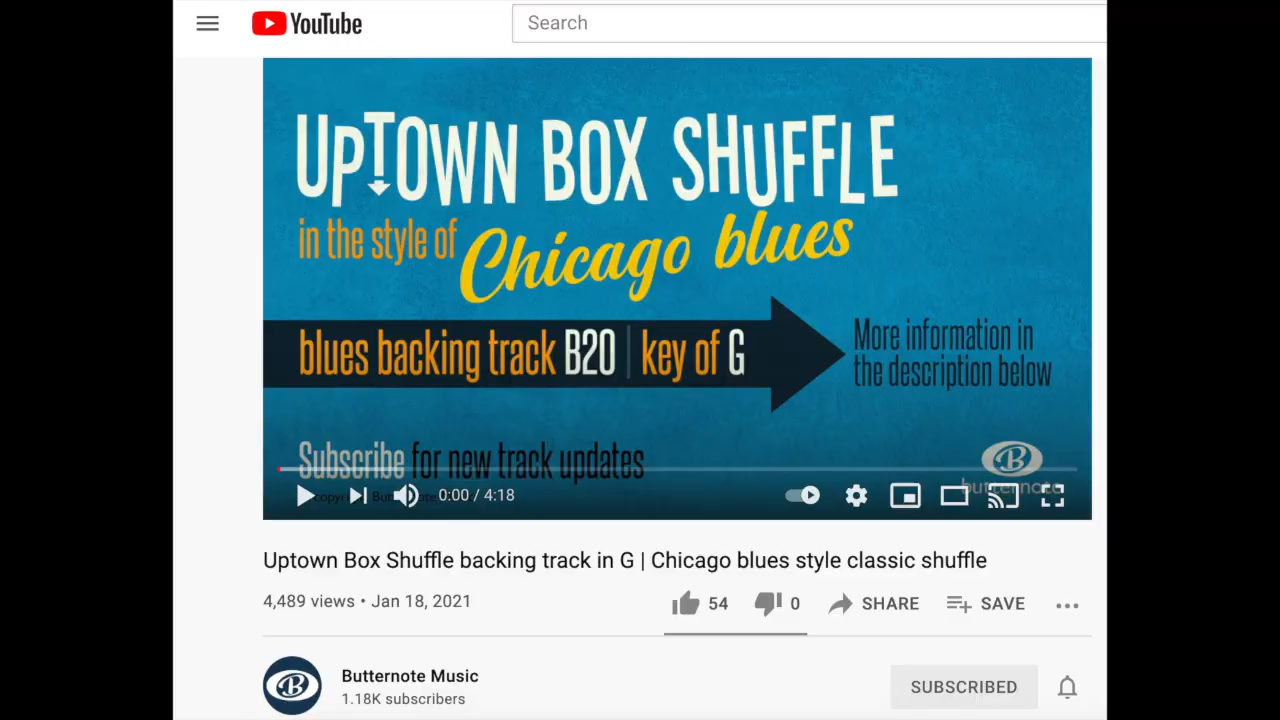 YouTube
Search
UPTOWN BOX SHUFFLE
in the style of Chicago blues
blues backing track B20 | key of G
More information in
the description below
Subscribe for new track updates
B
butternote
0:00 / 4:18
Uptown Box Shuffle backing track in G | Chicago blues style classic shuffle
4,489 views • Jan 18, 2021
54 0 SHARE SAVE
B
Butternote Music
1.18K subscribers
SUBSCRIBED